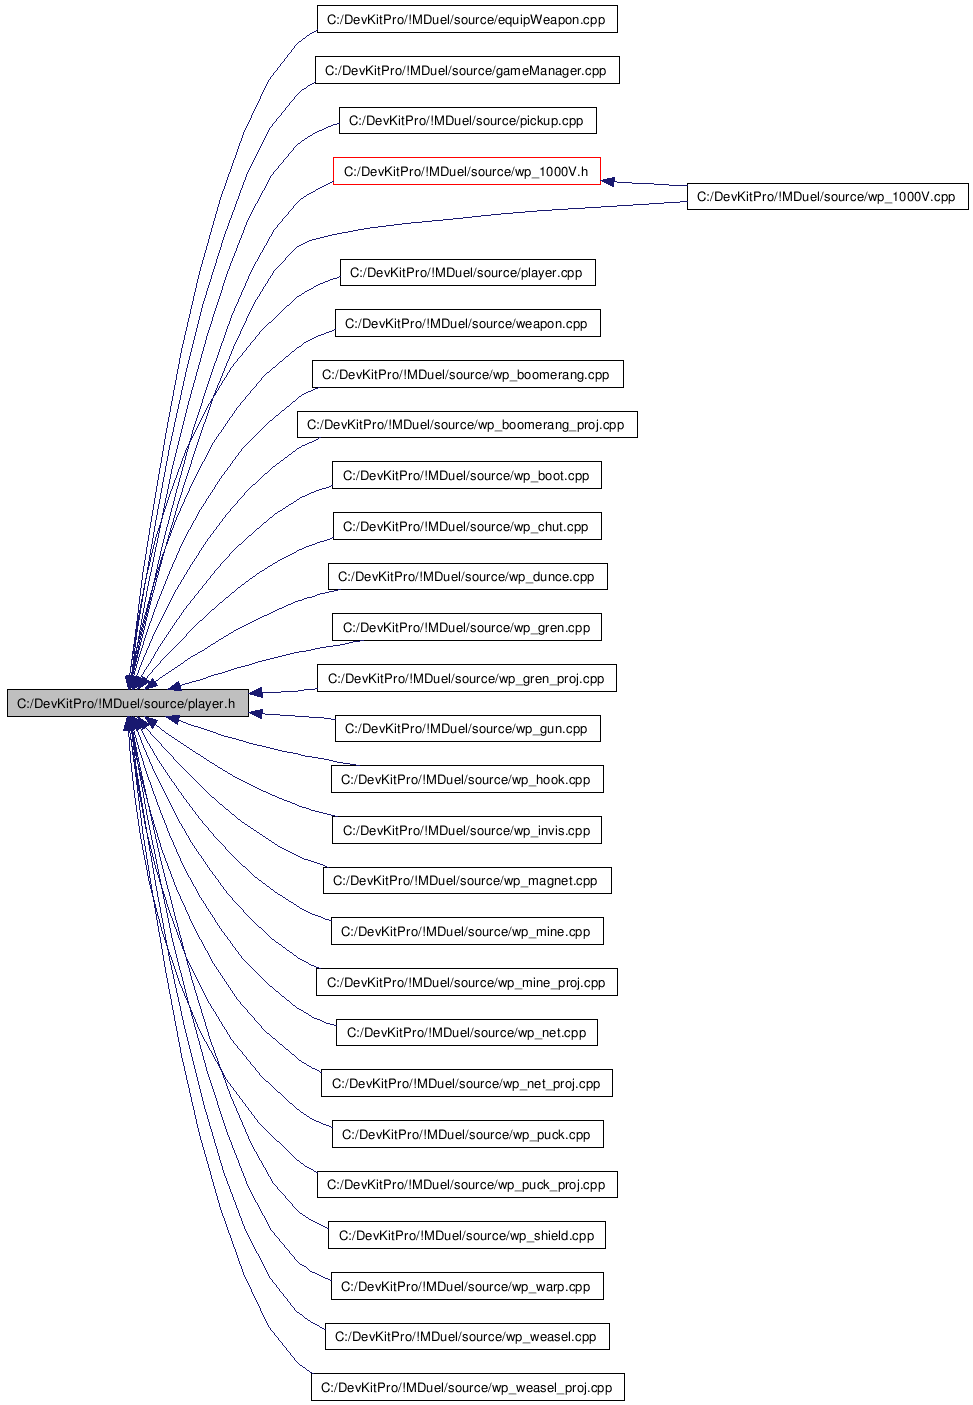 C:/DevKitPro/!MDuel/source/equipWeapon.cpp
C:/DevKitPro/!MDuel/source/gameManager.cpp
C:/DevKitPro/!MDuel/source/pickup.cpp
C:/DevKitPro/!MDuel/source/wp_1000V.h
C:/DevKitPro/!MDuel/source/wp_1000V.cpp
C:/DevKitPro/!MDuel/source/player.cpp
C:/DevKitPro/!MDuel/source/weapon.cpp
C:/DevKitPro/!MDuel/source/wp_boomerang.cpp
C:/DevKitPro/!MDuel/source/wp_boomerang_proj.cpp
C:/DevKitPro/!MDuel/source/wp_boot.cpp
C:/DevKitPro/!MDuel/source/wp_chut.cpp
C:/DevKitPro/!MDuel/source/wp_dunce.cpp
C:/DevKitPro/!MDuel/source/wp_gren.cpp
C:/DevKitPro/!MDuel/source/wp_gren_proj.cpp
C:/DevKitPro/!MDuel/source/player.h
C:/DevKitPro/!MDuel/source/wp_gun.cpp
C:/DevKitPro/!MDuel/source/wp_hook.cpp
C:/DevKitPro/!MDuel/source/wp_invis.cpp
C:/DevKitPro/!MDuel/source/wp_magnet.cpp
C:/DevKitPro/!MDuel/source/wp_mine.cpp
C:/DevKitPro/!MDuel/source/wp_mine_proj.cpp
C:/DevKitPro/!MDuel/source/wp_net.cpp
C:/DevKitPro/!MDuel/source/wp_net_proj.cpp
C:/DevKitPro/!MDuel/source/wp_puck.cpp
C:/DevKitPro/!MDuel/source/wp_puck_proj.cpp
C:/DevKitPro/!MDuel/source/wp_shield.cpp
C:/DevKitPro/!MDuel/source/wp_warp.cpp
C:/DevKitPro/!MDuel/source/wp_weasel.cpp
C:/DevKitPro/!MDuel/source/wp_weasel_proj.cpp